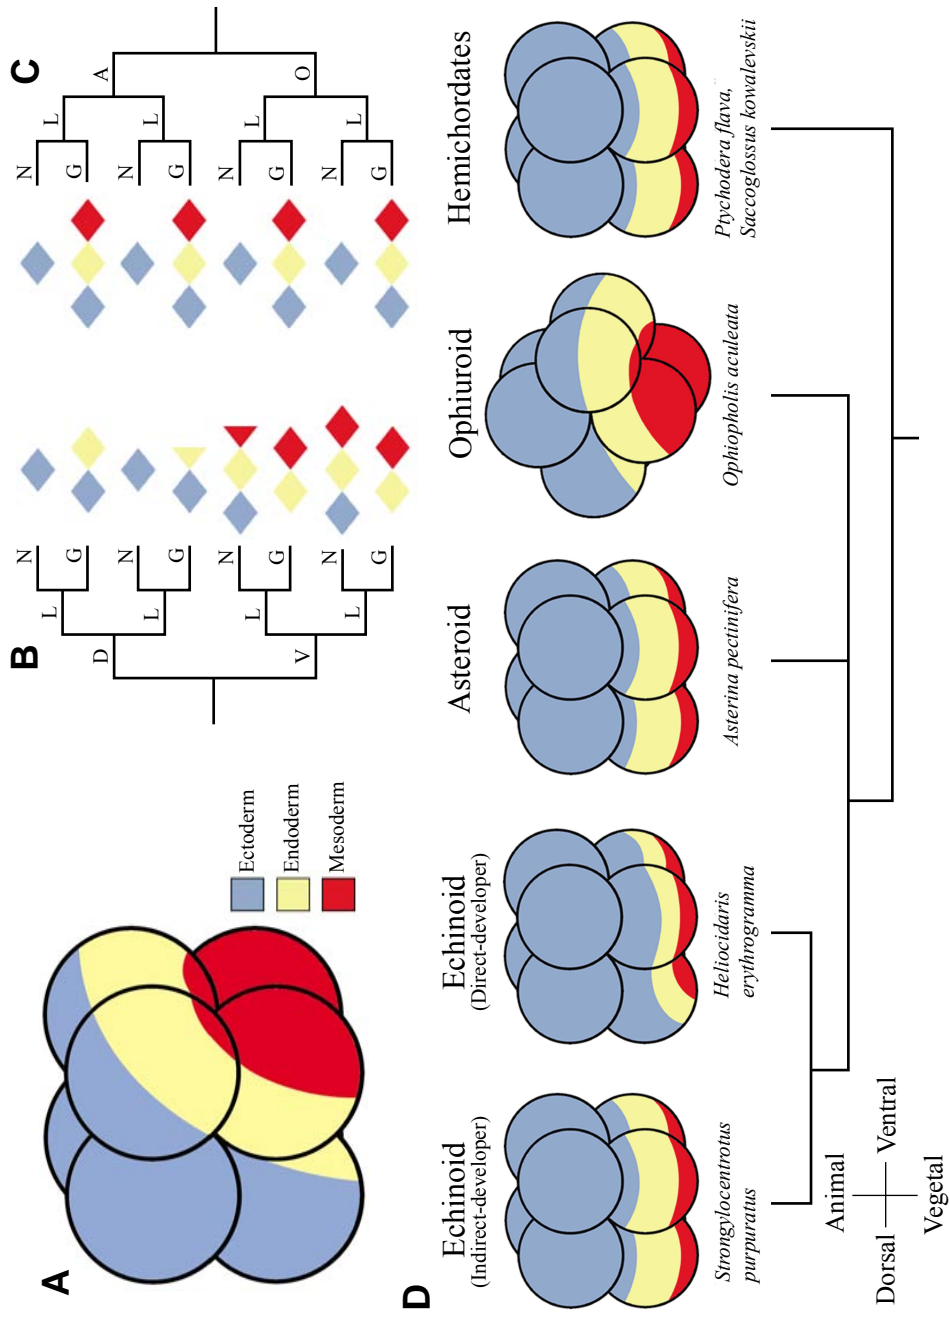 A
Ectoderm
Endoderm
Mesoderm
B
N
L
G
D
N
L
G
N
L
G
V
N
L
G
C
N
L
G
A
N
L
G
N
L
G
O
N
L
G
D
Echinoid
(Indirect-developer)
Echinoid
(Direct-developer)
Asteroid
Ophiuroid
Hemichordates
Strongylocentrotus
purpuratus
Heliocidaris
erythrogramma
Asterina pectinifera
Ophiopholis aculeata
Ptychodera flava,
Saccoglossus kowalevskii
Animal
Dorsal
Ventral
Vegetal